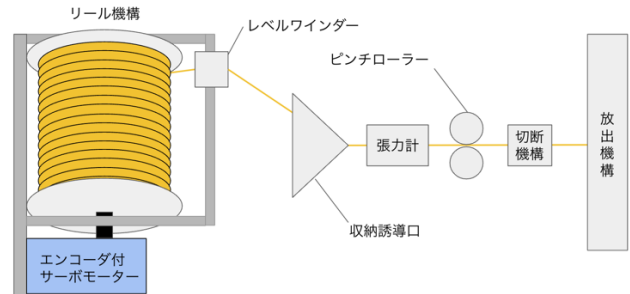 リール機構
レベルワインダー
ピンチローラー
張力計
切断
機構
放出機構
収納誘導口
エンコーダ付
サーボモーター